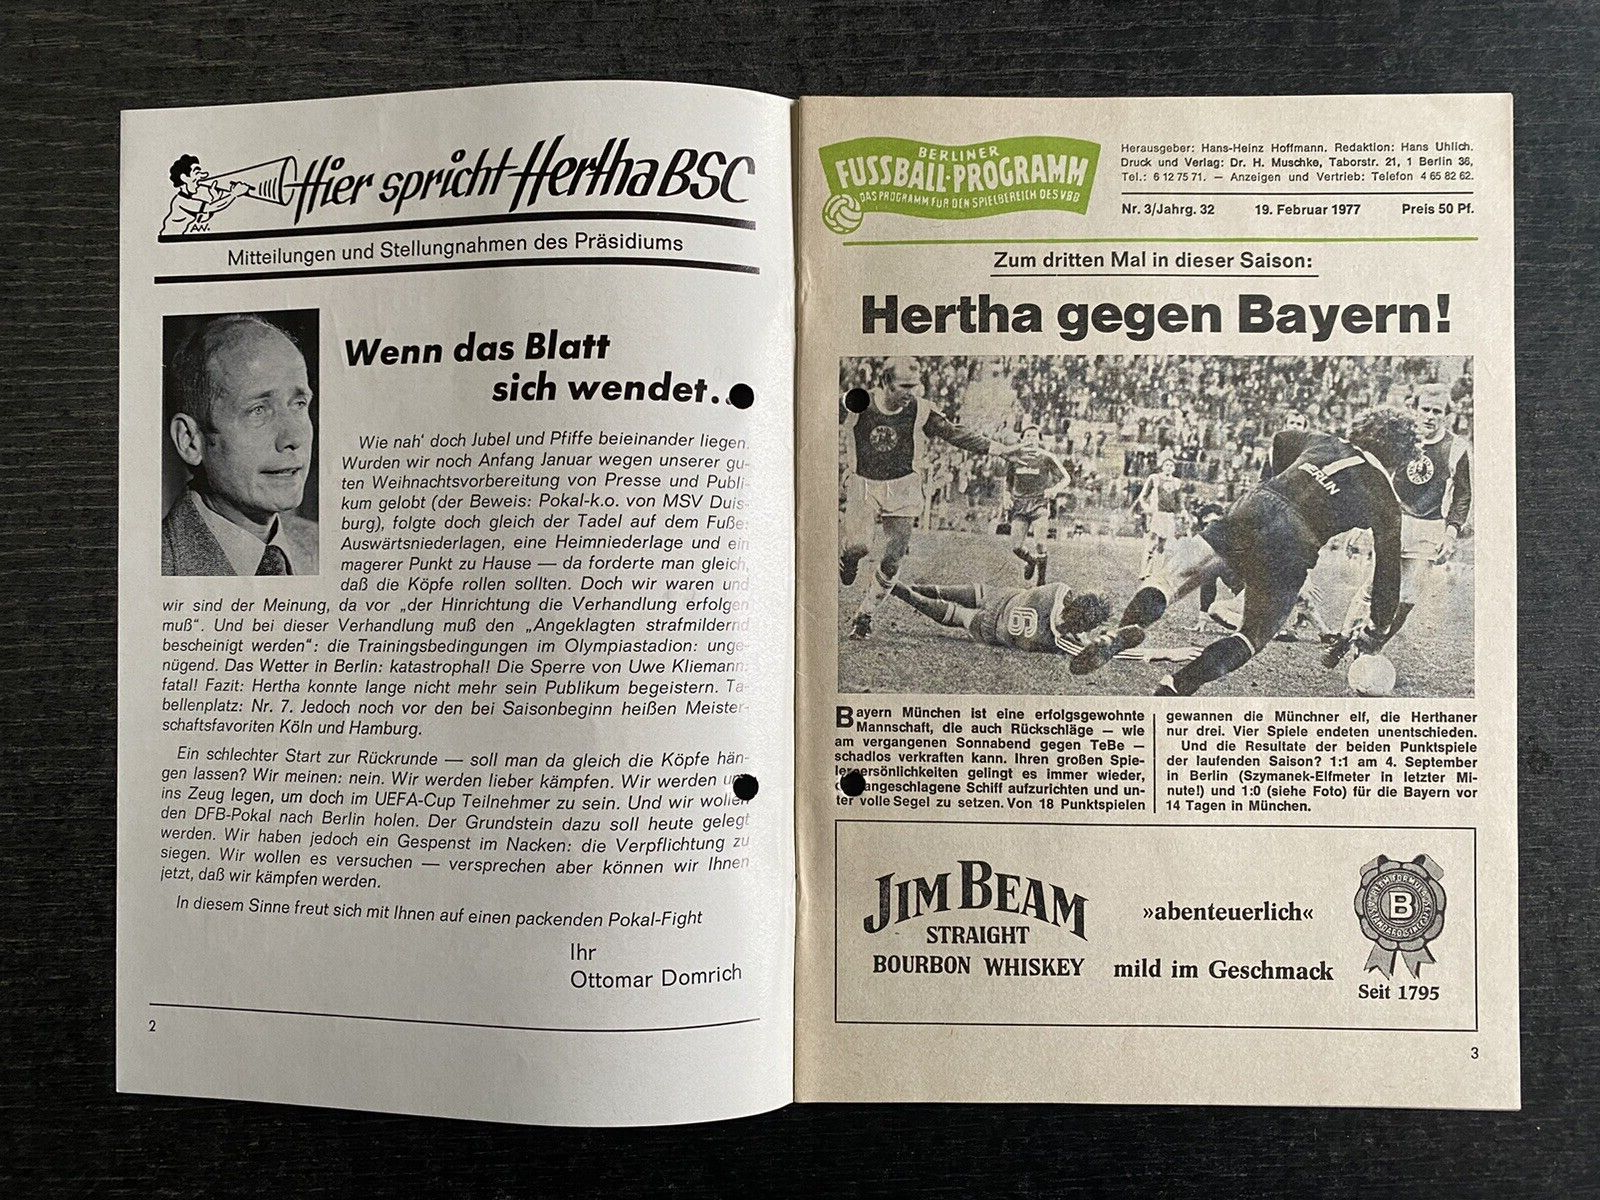 Hier spricht Hertha BSC
AW.
Mitteilungen und Stellungnahmen des Präsidiums
Wenn das Blatt
sich wendet..
Wie nah' doch Jubel und Pfiffe beieinander liegen.
Wurden wir noch Anfang Januar wegen unserer gu-
ten Weihnachtsvorbereitung von Presse und Publi-
kum gelobt (der Beweis: Pokal-k.o. von MSV Duis-
burg), folgte doch gleich der Tadel auf dem Fuße:
Auswärtsniederlagen, eine Heimniederlage und ein
magerer Punkt zu Hause — da forderte man gleich,
daß die Köpfe rollen sollten. Doch wir waren und
wir sind der Meinung, da vor „der Hinrichtung die Verhandlung erfolgen
muß". Und bei dieser Verhandlung muß den „Angeklagten strafmildernd
bescheinigt werden": die Trainingsbedingungen im Olympiastadion: unge-
nügend. Das Wetter in Berlin: katastrophal! Die Sperre von Uwe Kliemann:
fatal! Fazit: Hertha konnte lange nicht mehr sein Publikum begeistern. Ta-
bellenplatz: Nr. 7. Jedoch noch vor den bei Saisonbeginn heißen Meister-
schaftsfavoriten Köln und Hamburg.
Ein schlechter Start zur Rückrunde — soll man da gleich die Köpfe hän-
gen lassen? Wir meinen: nein. Wir werden lieber kämpfen. Wir werden
ins Zeug legen, um doch im UEFA-Cup Teilnehmer zu sein. Und wir wollen
den DFB-Pokal nach Berlin holen. Der Grundstein dazu soll heute gelegt
werden. Wir haben jedoch ein Gespenst im Nacken: die Verpflichtung zu
siegen. Wir wollen es versuchen — versprechen aber können wir Ihnen
jetzt, daß wir kämpfen werden.
In diesem Sinne freut sich mit Ihnen auf einen packenden Pokal-Fight
Ihr
Ottomar Domrich
2
BERLINER
FUSSBALL-PROGRAMM
DAS PROGRAMM FÜR DEN SPIELBEREICH DES VBB
Herausgeber: Hans-Heinz Hoffmann. Redaktion: Hans Uhlich.
Druck und Verlag: Dr. H. Muschke, Taborstr. 21, 1 Berlin 36,
Tel.: 6 12 75 71. — Anzeigen und Vertrieb: Telefon 4 65 82 62.
Nr. 3/Jahrg. 32 19. Februar 1977 Preis 50 Pf.
Zum dritten Mal in dieser Saison:
Hertha gegen Bayern!
BERLIN
1
9
Bayern München ist eine erfolgsgewohnte
Mannschaft, die auch Rückschläge — wie
am vergangenen Sonnabend gegen TeBe —
schadlos verkraften kann. Ihren großen Spie-
lerpersönlichkeiten gelingt es immer wieder,
angeschlagene Schiff aufzurichten und un-
ter volle Segel zu setzen. Von 18 Punktspielen
gewannen die Münchner elf, die Herthaner
nur drei. Vier Spiele endeten unentschieden.
Und die Resultate der beiden Punktspiele
der laufenden Saison? 1:1 am 4. September
in Berlin (Szymanek-Elfmeter in letzter Mi-
nute!) und 1:0 (siehe Foto) für die Bayern vor
14 Tagen in München.
JIM BEAM
STRAIGHT
BOURBON WHISKEY
»abenteuerlich«
mild im Geschmack
B
Seit 1795
3